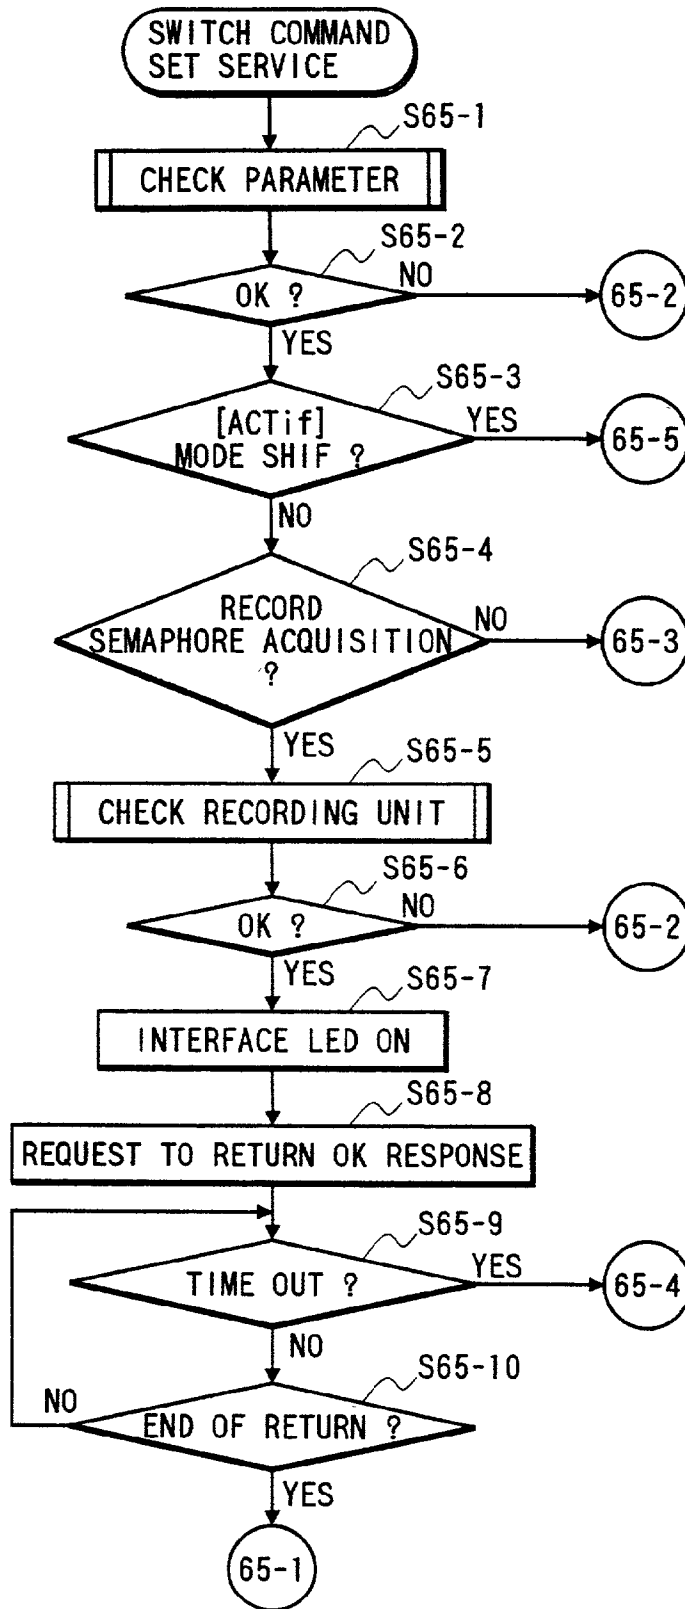 SWITCH COMMAND
SET SERVICE
S65-1
CHECK PARAMETER
S65-2
OK ?
NO
65-2
YES
S65-3
[ACTif]
MODE SHIF ?
YES
65-5
NO
S65-4
RECORD
SEMAPHORE ACQUISITION
?
NO
65-3
YES
S65-5
CHECK RECORDING UNIT
S65-6
OK ?
NO
65-2
YES
S65-7
INTERFACE LED ON
S65-8
REQUEST TO RETURN OK RESPONSE
S65-9
TIME OUT ?
YES
65-4
NO
S65-10
NO
END OF RETURN ?
YES
65-1